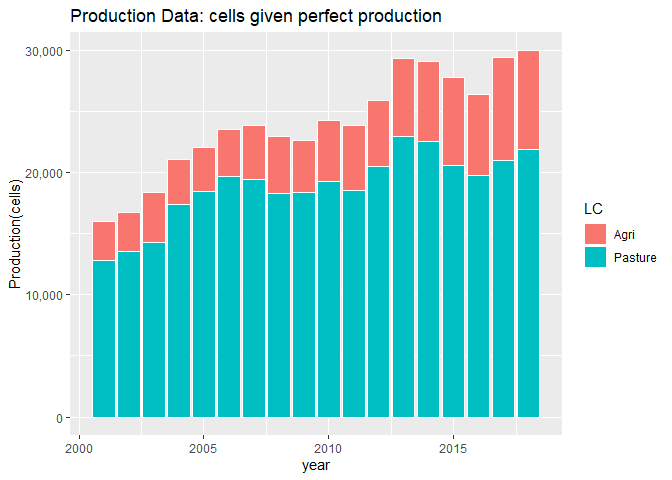 Production Data: cells given perfect production
30,000
20,000
10,000
0
Production(cells)
2000 2005 2010 2015
year
LC
Agri
Pasture